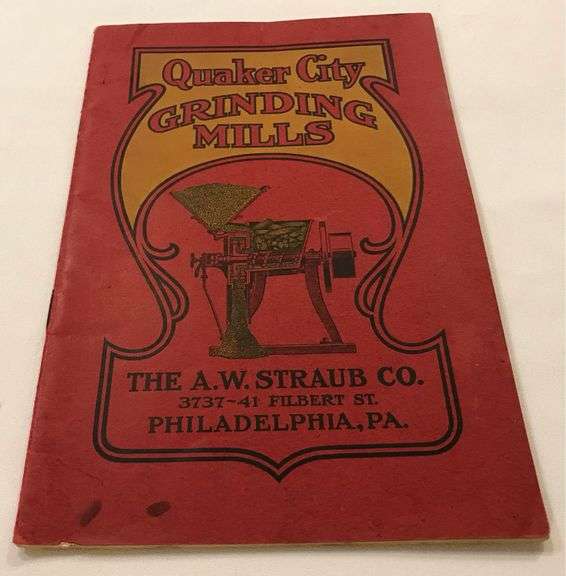 Quaker City
GRINDING
MILLS
THE A.W. STRAUB CO.
3737~41 FILBERT ST.
PHILADELPHIA, PA.